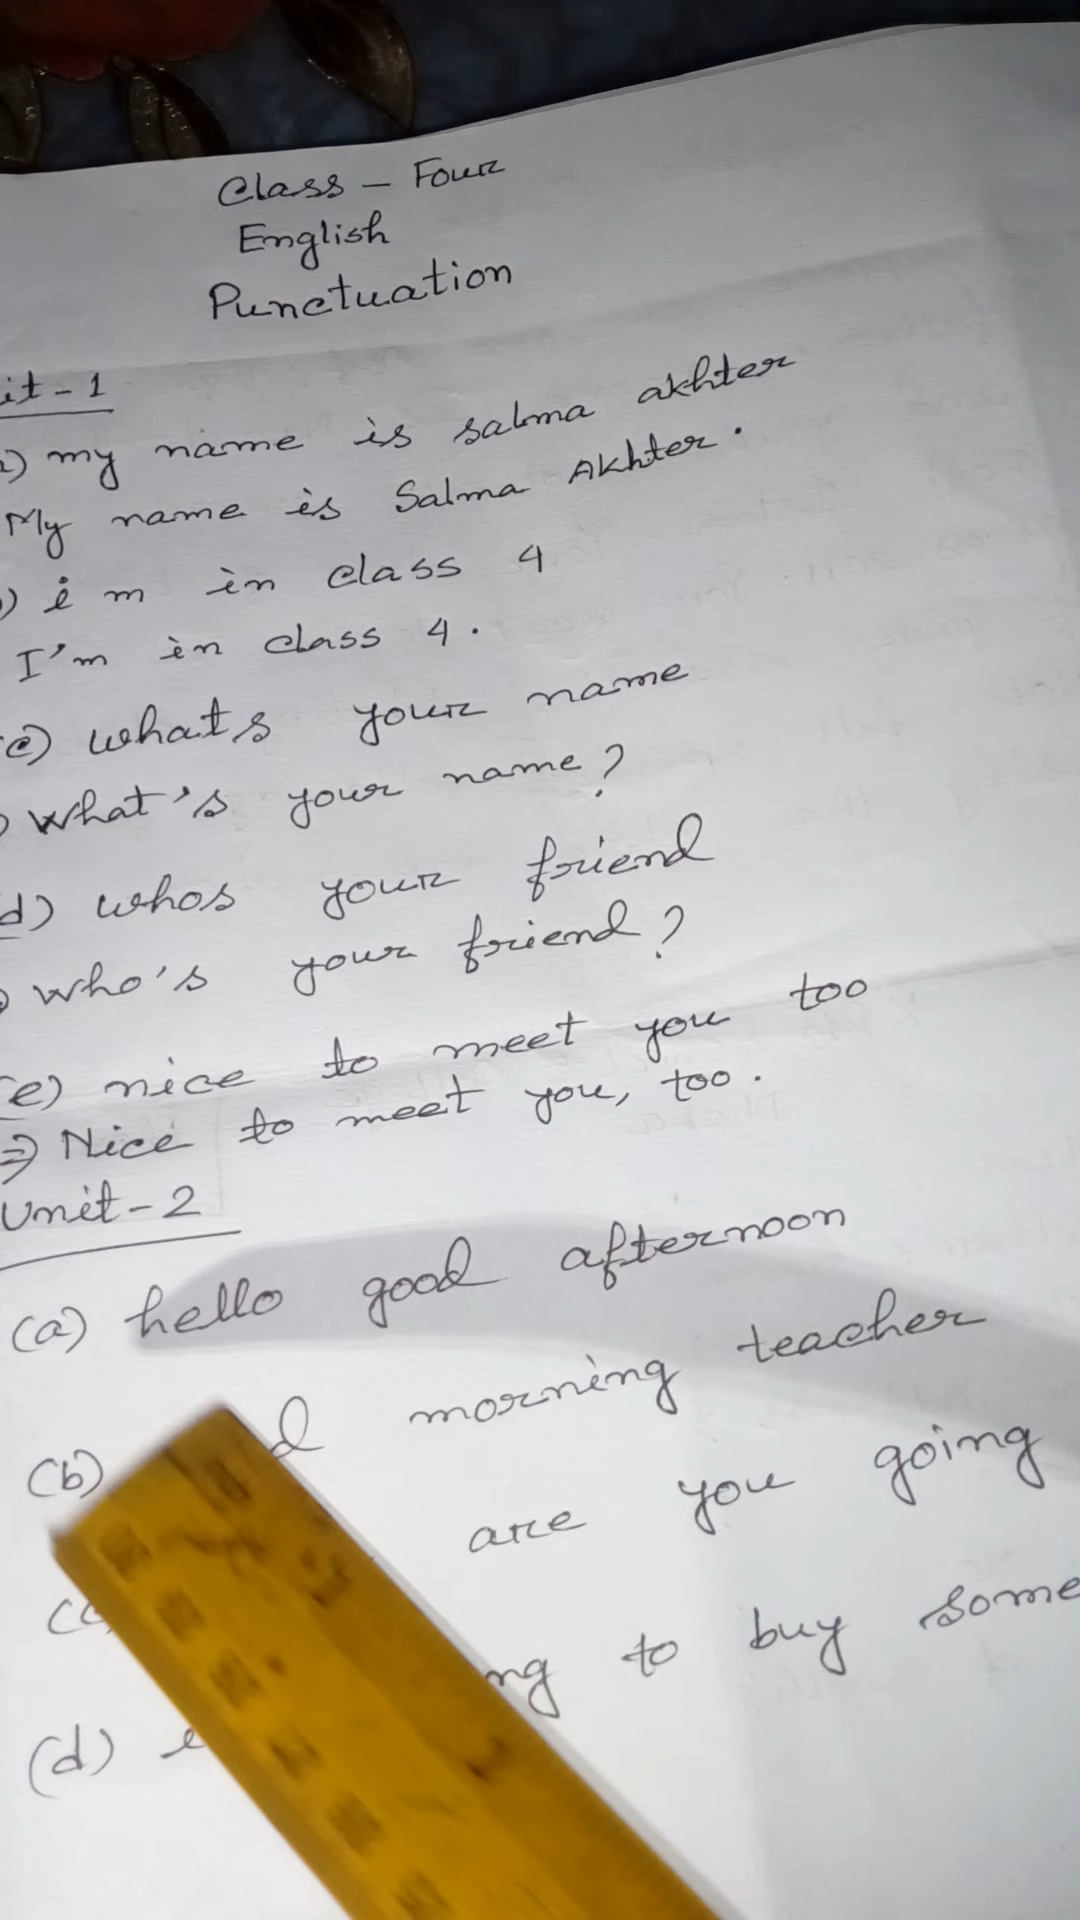 Class - Four
English
Punctuation
it - 1
) my name is salma akhter
My name is Salma Akhter.
) i m in class 4
I'm in class 4.
c) whats your name
What's your name?
d) whos your friend
Who's your friend?
(e) nice to meet you too
⇒ Nice to meet you, too.
Unit - 2
(a) hello good afternoon
(b) morning teacher
are you going
to buy some
(d)